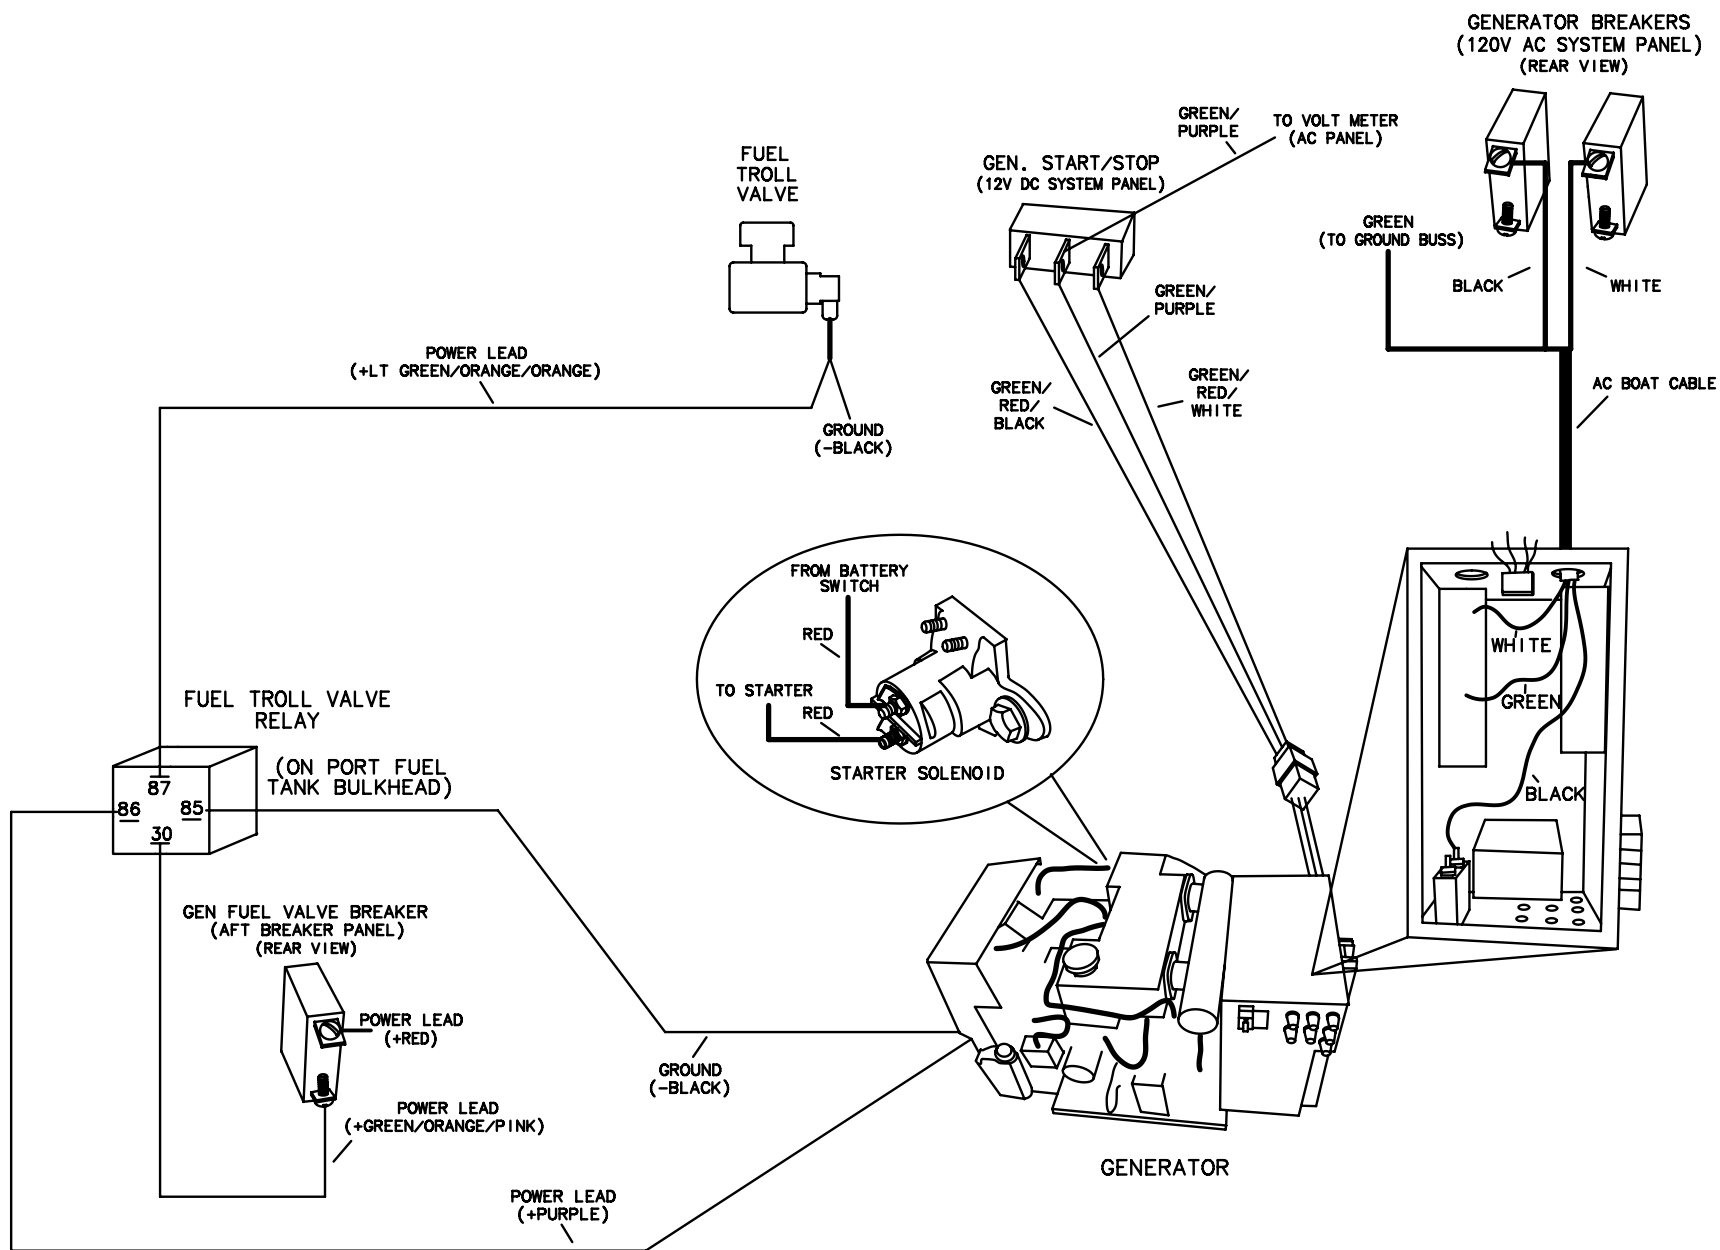 GENERATOR BREAKERS
(120V AC SYSTEM PANEL)
(REAR VIEW)
GREEN/
PURPLE
TO VOLT METER
(AC PANEL)
FUEL
TROLL
VALVE
GEN. START/STOP
(12V DC SYSTEM PANEL)
GREEN
(TO GROUND BUSS)
BLACK
WHITE
GREEN/
PURPLE
POWER LEAD
(+LT GREEN/ORANGE/ORANGE)
GREEN/
RED/
BLACK
GREEN/
RED/
WHITE
AC BOAT CABLE
GROUND
(-BLACK)
FROM BATTERY
SWITCH
RED
TO STARTER
RED
STARTER SOLENOID
WHITE
GREEN
BLACK
FUEL TROLL VALVE
RELAY
(ON PORT FUEL
TANK BULKHEAD)
87
86
85
30
GEN FUEL VALVE BREAKER
(AFT BREAKER PANEL)
(REAR VIEW)
POWER LEAD
(+RED)
GROUND
(-BLACK)
POWER LEAD
(+GREEN/ORANGE/PINK)
GENERATOR
POWER LEAD
(+PURPLE)